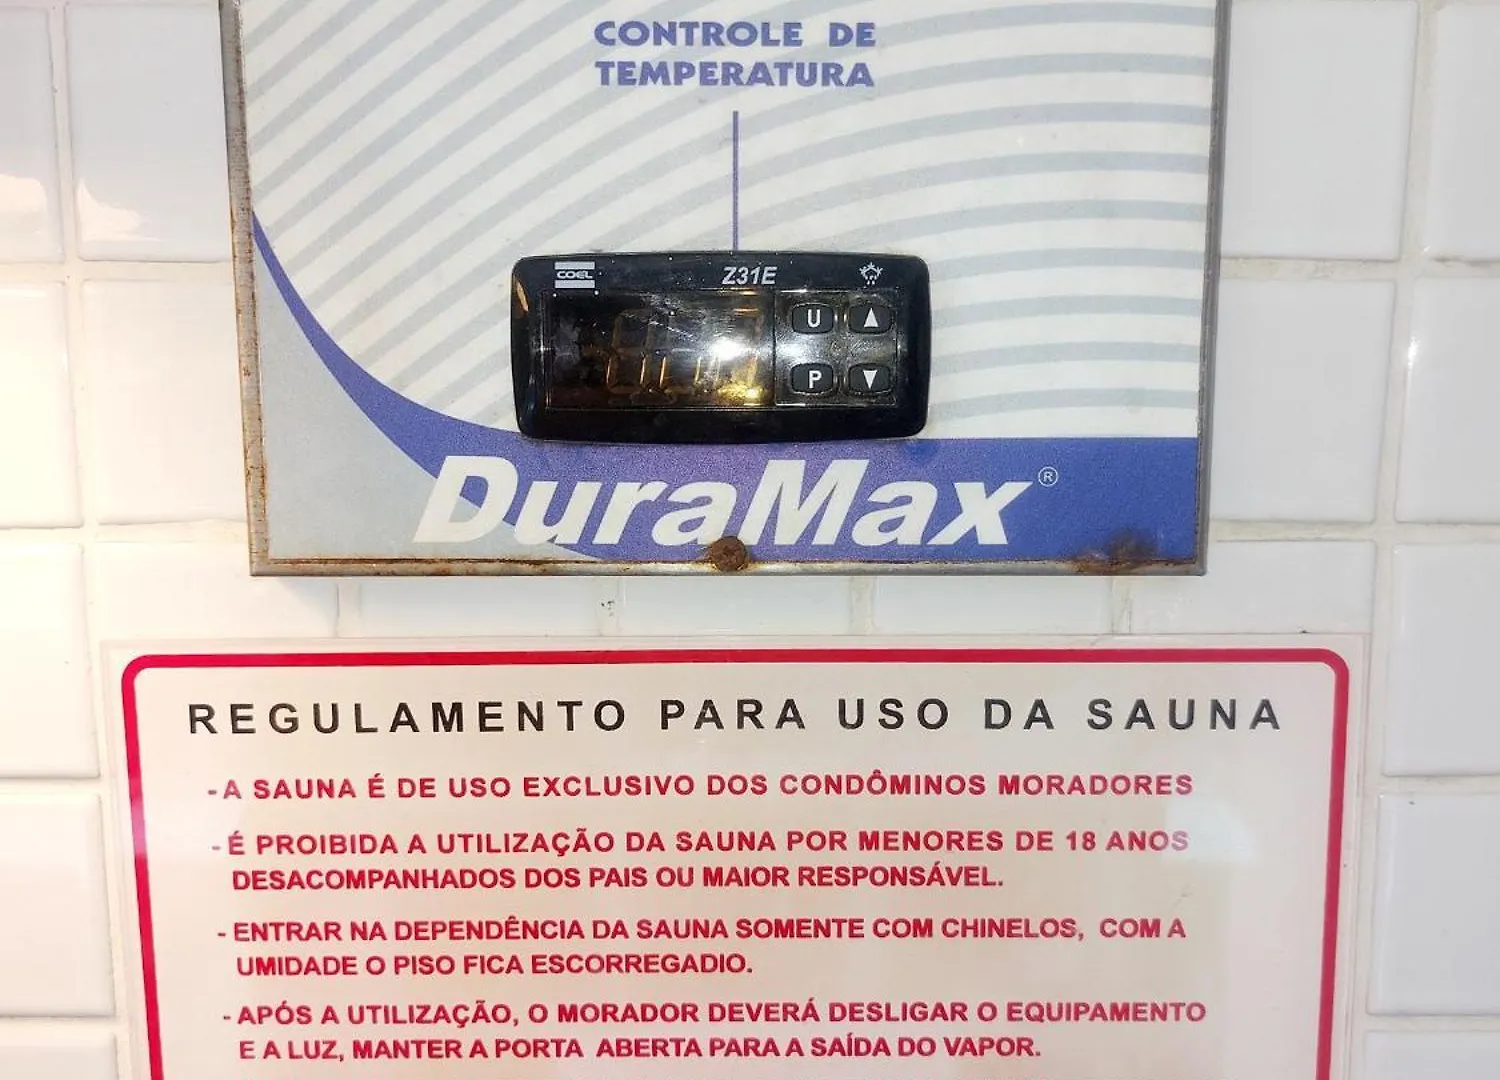 CONTROLE DE
TEMPERATURA
COEL
Z31E
U
P
DuraMax®
REGULAMENTO PARA USO DA SAUNA
- A SAUNA É DE USO EXCLUSIVO DOS CONDÔMINOS MORADORES
- É PROIBIDA A UTILIZAÇÃO DA SAUNA POR MENORES DE 18 ANOS
DESACOMPANHADOS DOS PAIS OU MAIOR RESPONSÁVEL.
- ENTRAR NA DEPENDÊNCIA DA SAUNA SOMENTE COM CHINELOS, COM A
UMIDADE O PISO FICA ESCORREGADIO.
- APÓS A UTILIZAÇÃO, O MORADOR DEVERÁ DESLIGAR O EQUIPAMENTO
E A LUZ, MANTER A PORTA ABERTA PARA A SAÍDA DO VAPOR.